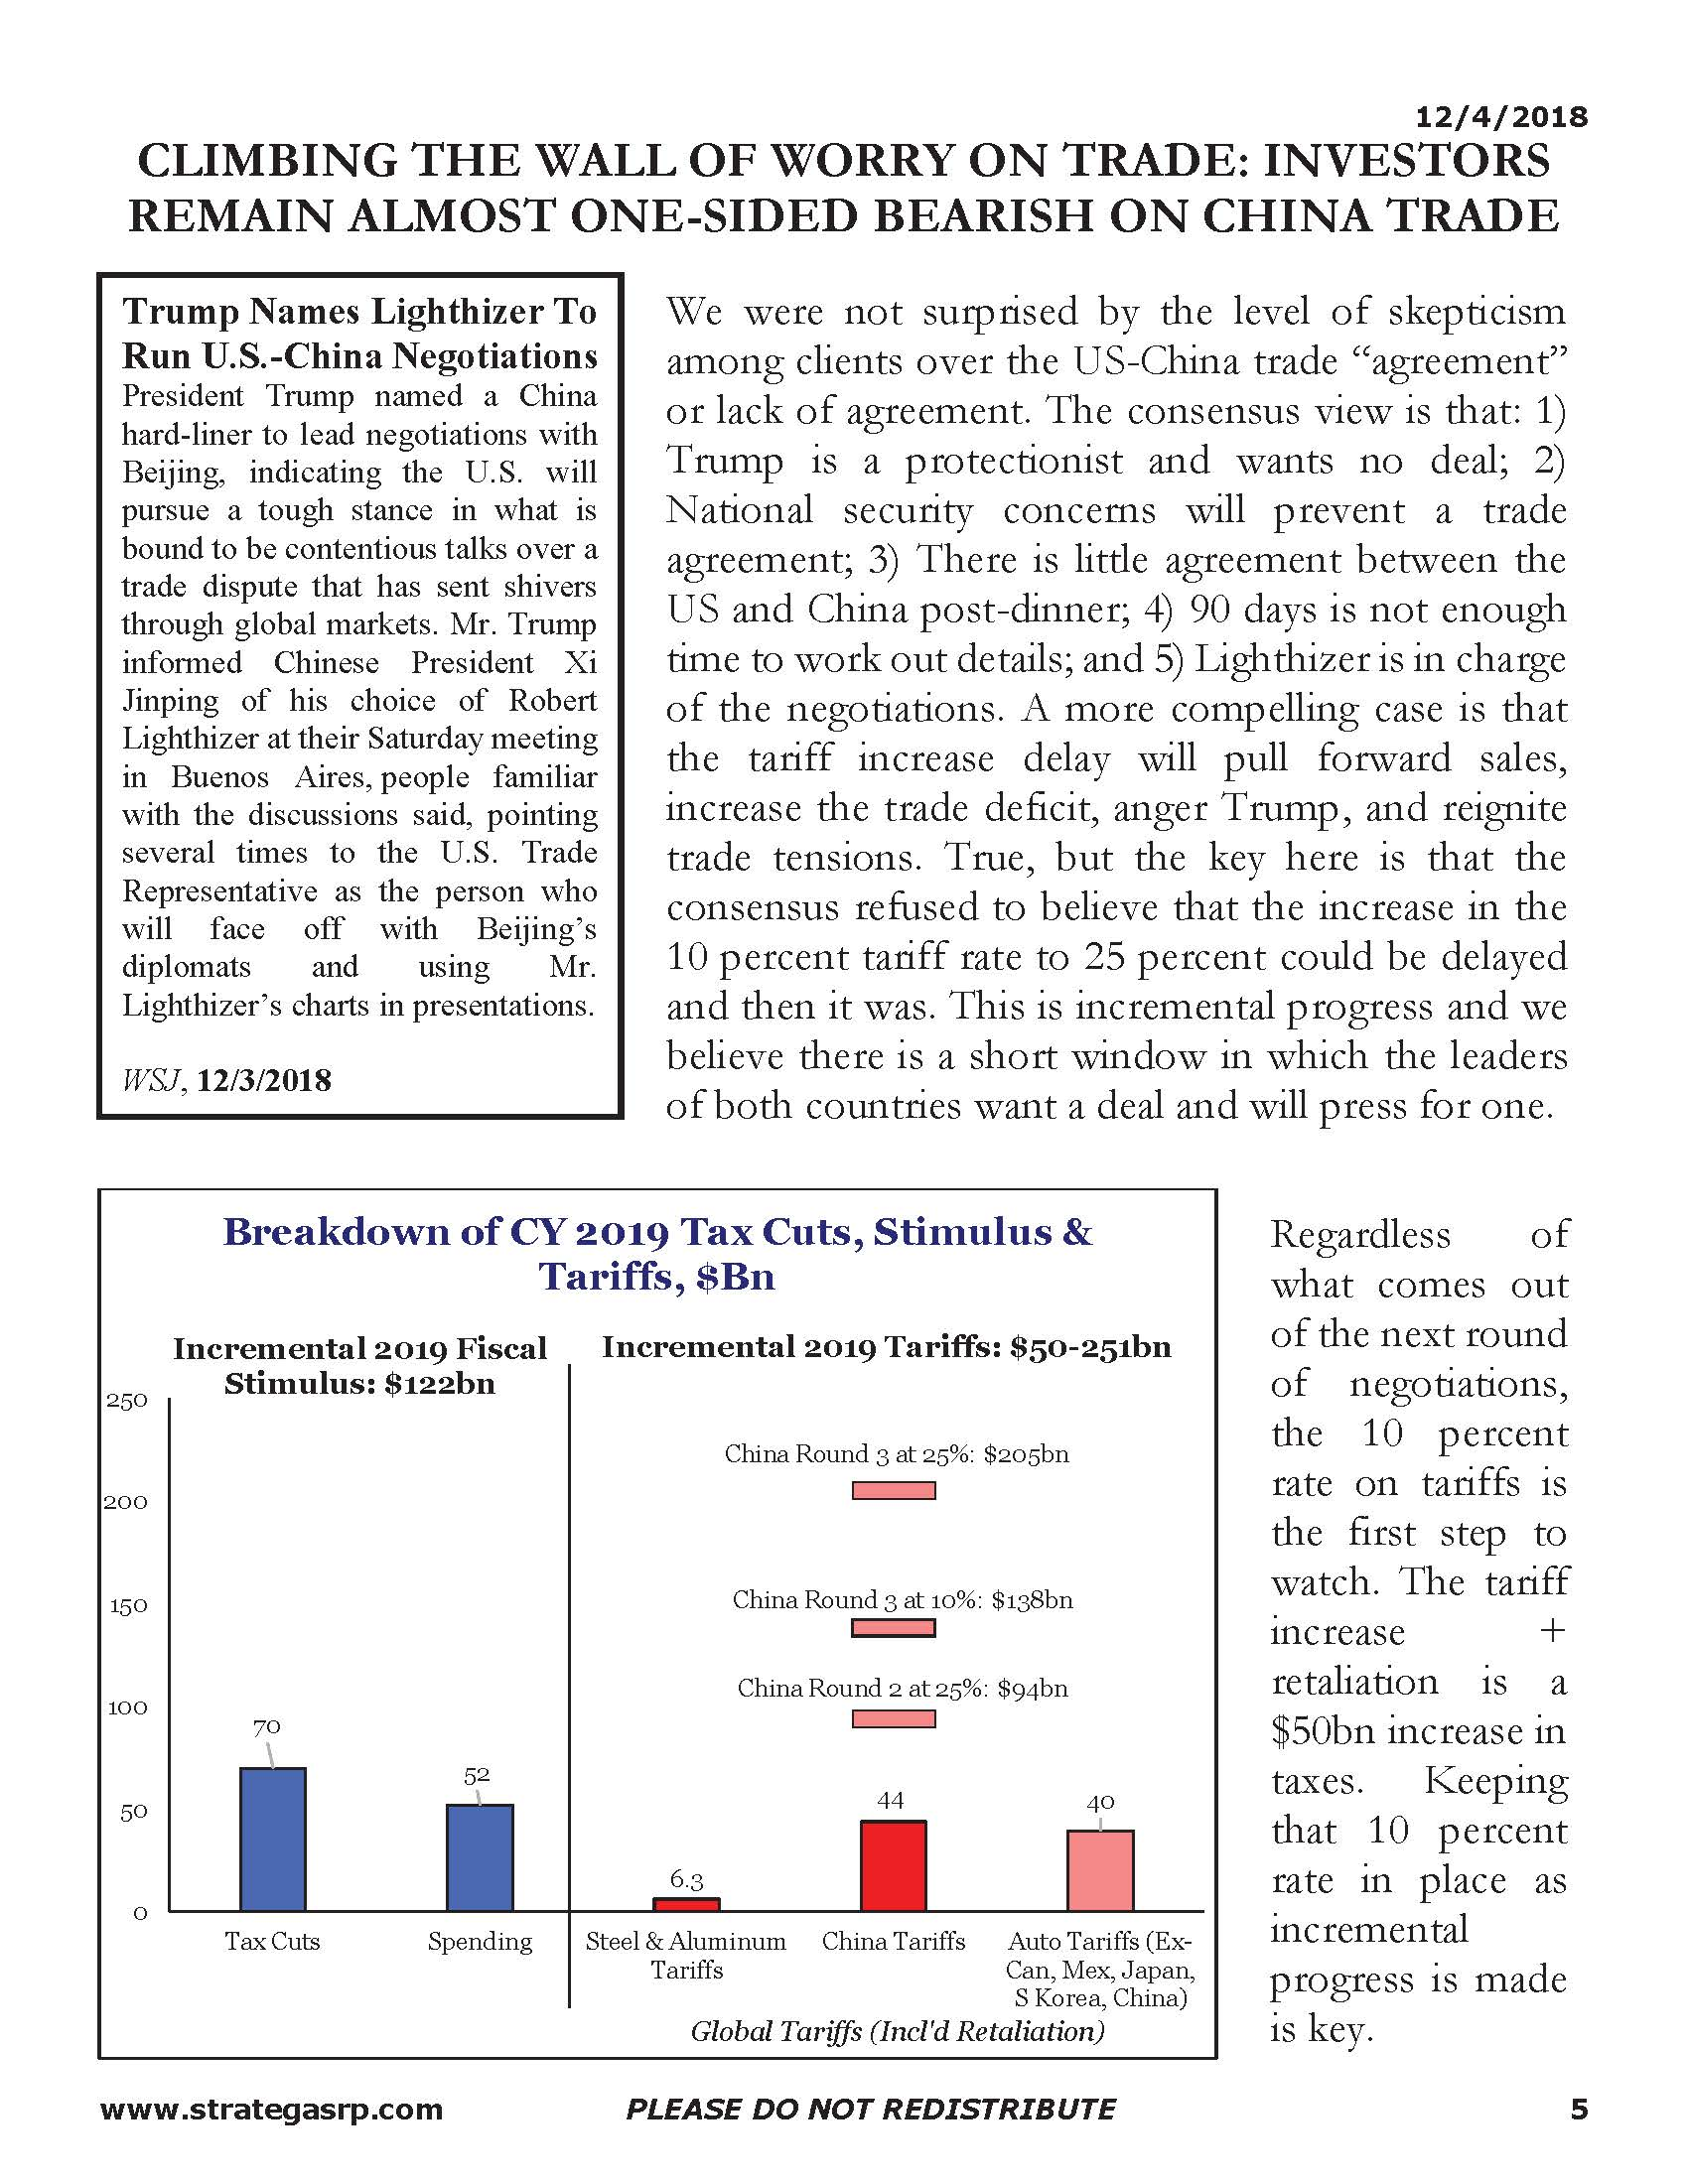 12/4/2018
CLIMBING THE WALL OF WORRY ON TRADE: INVESTORS
REMAIN ALMOST ONE-SIDED BEARISH ON CHINA TRADE
Trump Names Lighthizer To
Run U.S.-China Negotiations
President Trump named a China
hard-liner to lead negotiations with
Beijing, indicating the U.S. will
pursue a tough stance in what is
bound to be contentious talks over a
trade dispute that has sent shivers
through global markets. Mr. Trump
informed Chinese President Xi
Jinping of his choice of Robert
Lighthizer at their Saturday meeting
in Buenos Aires, people familiar
with the discussions said, pointing
several times to the U.S. Trade
Representative as the person who
will face off with Beijing’s
diplomats and using Mr.
Lighthizer’s charts in presentations.
WSJ, 12/3/2018
We were not surprised by the level of skepticism
among clients over the US-China trade “agreement”
or lack of agreement. The consensus view is that: 1)
Trump is a protectionist and wants no deal; 2)
National security concerns will prevent a trade
agreement; 3) There is little agreement between the
US and China post-dinner; 4) 90 days is not enough
time to work out details; and 5) Lighthizer is in charge
of the negotiations. A more compelling case is that
the tariff increase delay will pull forward sales,
increase the trade deficit, anger Trump, and reignite
trade tensions. True, but the key here is that the
consensus refused to believe that the increase in the
10 percent tariff rate to 25 percent could be delayed
and then it was. This is incremental progress and we
believe there is a short window in which the leaders
of both countries want a deal and will press for one.
Breakdown of CY 2019 Tax Cuts, Stimulus &
Tariffs, $Bn
Incremental 2019 Fiscal
Stimulus: $122bn
Incremental 2019 Tariffs: $50-251bn
250
200
150
100
50
0
China Round 3 at 25%: $205bn
China Round 3 at 10%: $138bn
China Round 2 at 25%: $94bn
70
52
6.3
44
40
Tax Cuts
Spending
Steel & Aluminum
Tariffs
China Tariffs
Auto Tariffs (Ex-
Can, Mex, Japan,
S Korea, China)
Global Tariffs (Incl'd Retaliation)
Regardless of
what comes out
of the next round
of negotiations,
the 10 percent
rate on tariffs is
the first step to
watch. The tariff
increase +
retaliation is a
$50bn increase in
taxes. Keeping
that 10 percent
rate in place as
incremental
progress is made
is key.
www.strategasrp.com
PLEASE DO NOT REDISTRIBUTE
5